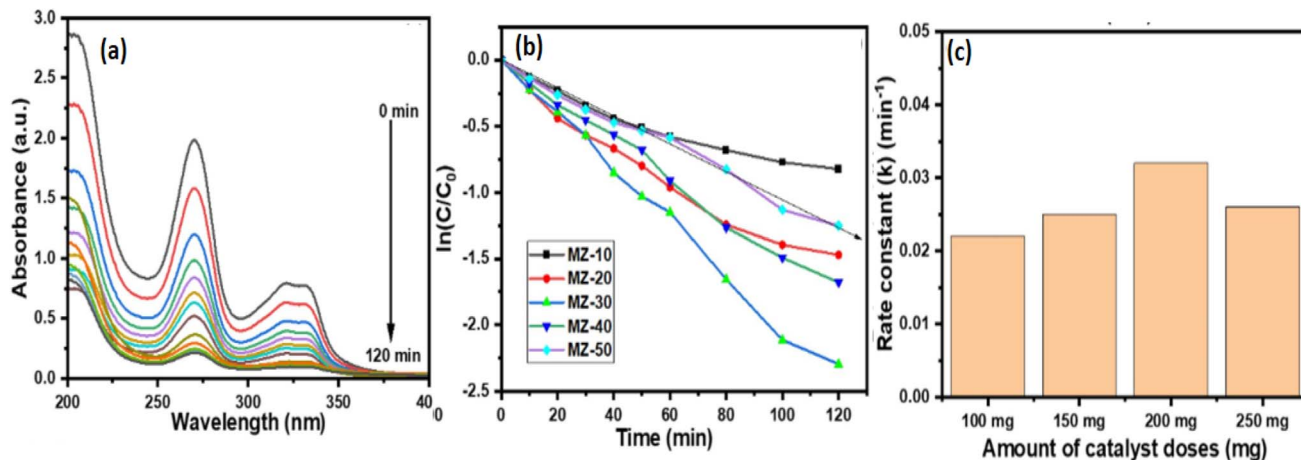 (a)
3.0
2.5
2.0
1.5
1.0
0.5
0.0
Absorbance (a.u.)
0 min
120 min
200
250
300
350
40
Wavelength (nm)
(b)
0.0
-0.5
-1.0
-1.5
-2.0
-2.5
ln(C/C0)
MZ-10
MZ-20
MZ-30
MZ-40
MZ-50
0
0
20
40
60
80
100
120
Time (min)
(c)
0.05
0.04
0.03
0.02
0.01
0.00
Rate constant (k) (min-1)
100 mg
150 mg
200 mg
250 mg
Amount of catalyst doses (mg)